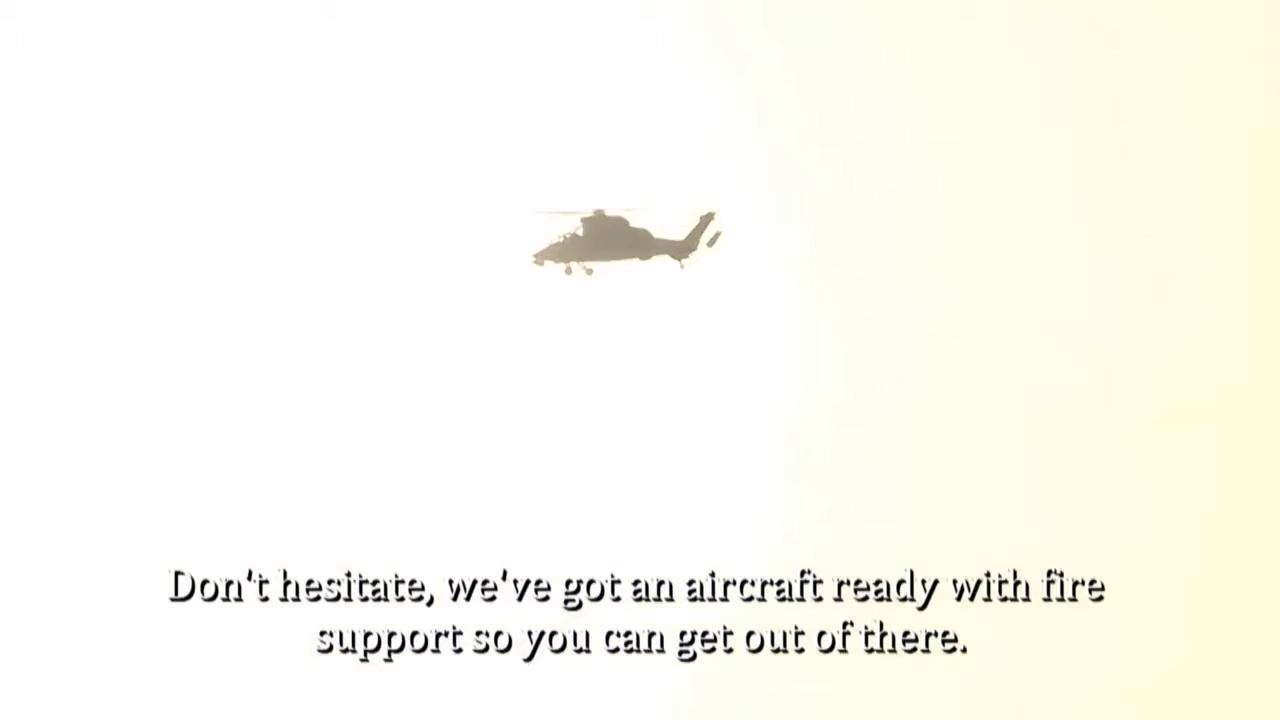 Don't hesitate, we've got an aircraft ready with fire
support so you can get out of there.